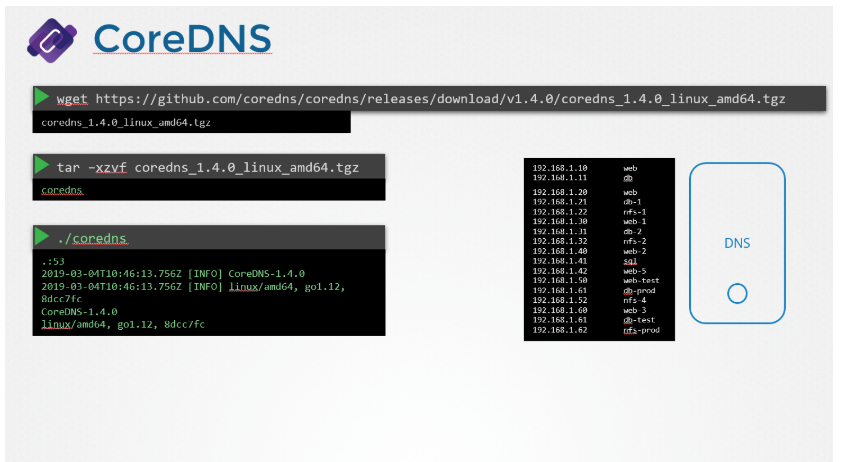 CoreDNS
wget https://github.com/coredns/coredns/releases/download/v1.4.0/coredns_1.4.0_linux_amd64.tgz
coredns_1.4.0_linux_amd64.tgz
tar –xzvf coredns_1.4.0_linux_amd64.tgz
coredns
./coredns
.:53
2019-03-04T10:46:13.756Z [INFO] CoreDNS-1.4.0
2019-03-04T10:46:13.756Z [INFO] linux/amd64, go1.12,
8dcc7fc
CoreDNS-1.4.0
linux/amd64, go1.12, 8dcc7fc
192.168.1.10 web
192.168.1.11 db
192.168.1.20 web
192.168.1.21 db-1
192.168.1.22 nfs-1
192.168.1.30 web-1
192.168.1.31 db-2
192.168.1.32 nfs-2
192.168.1.40 web-2
192.168.1.41 sql
192.168.1.42 web-5
192.168.1.50 web-test
192.168.1.61 db-prod
192.168.1.52 nfs-4
192.168.1.60 web-3
192.168.1.61 db-test
192.168.1.62 nfs-prod
DNS